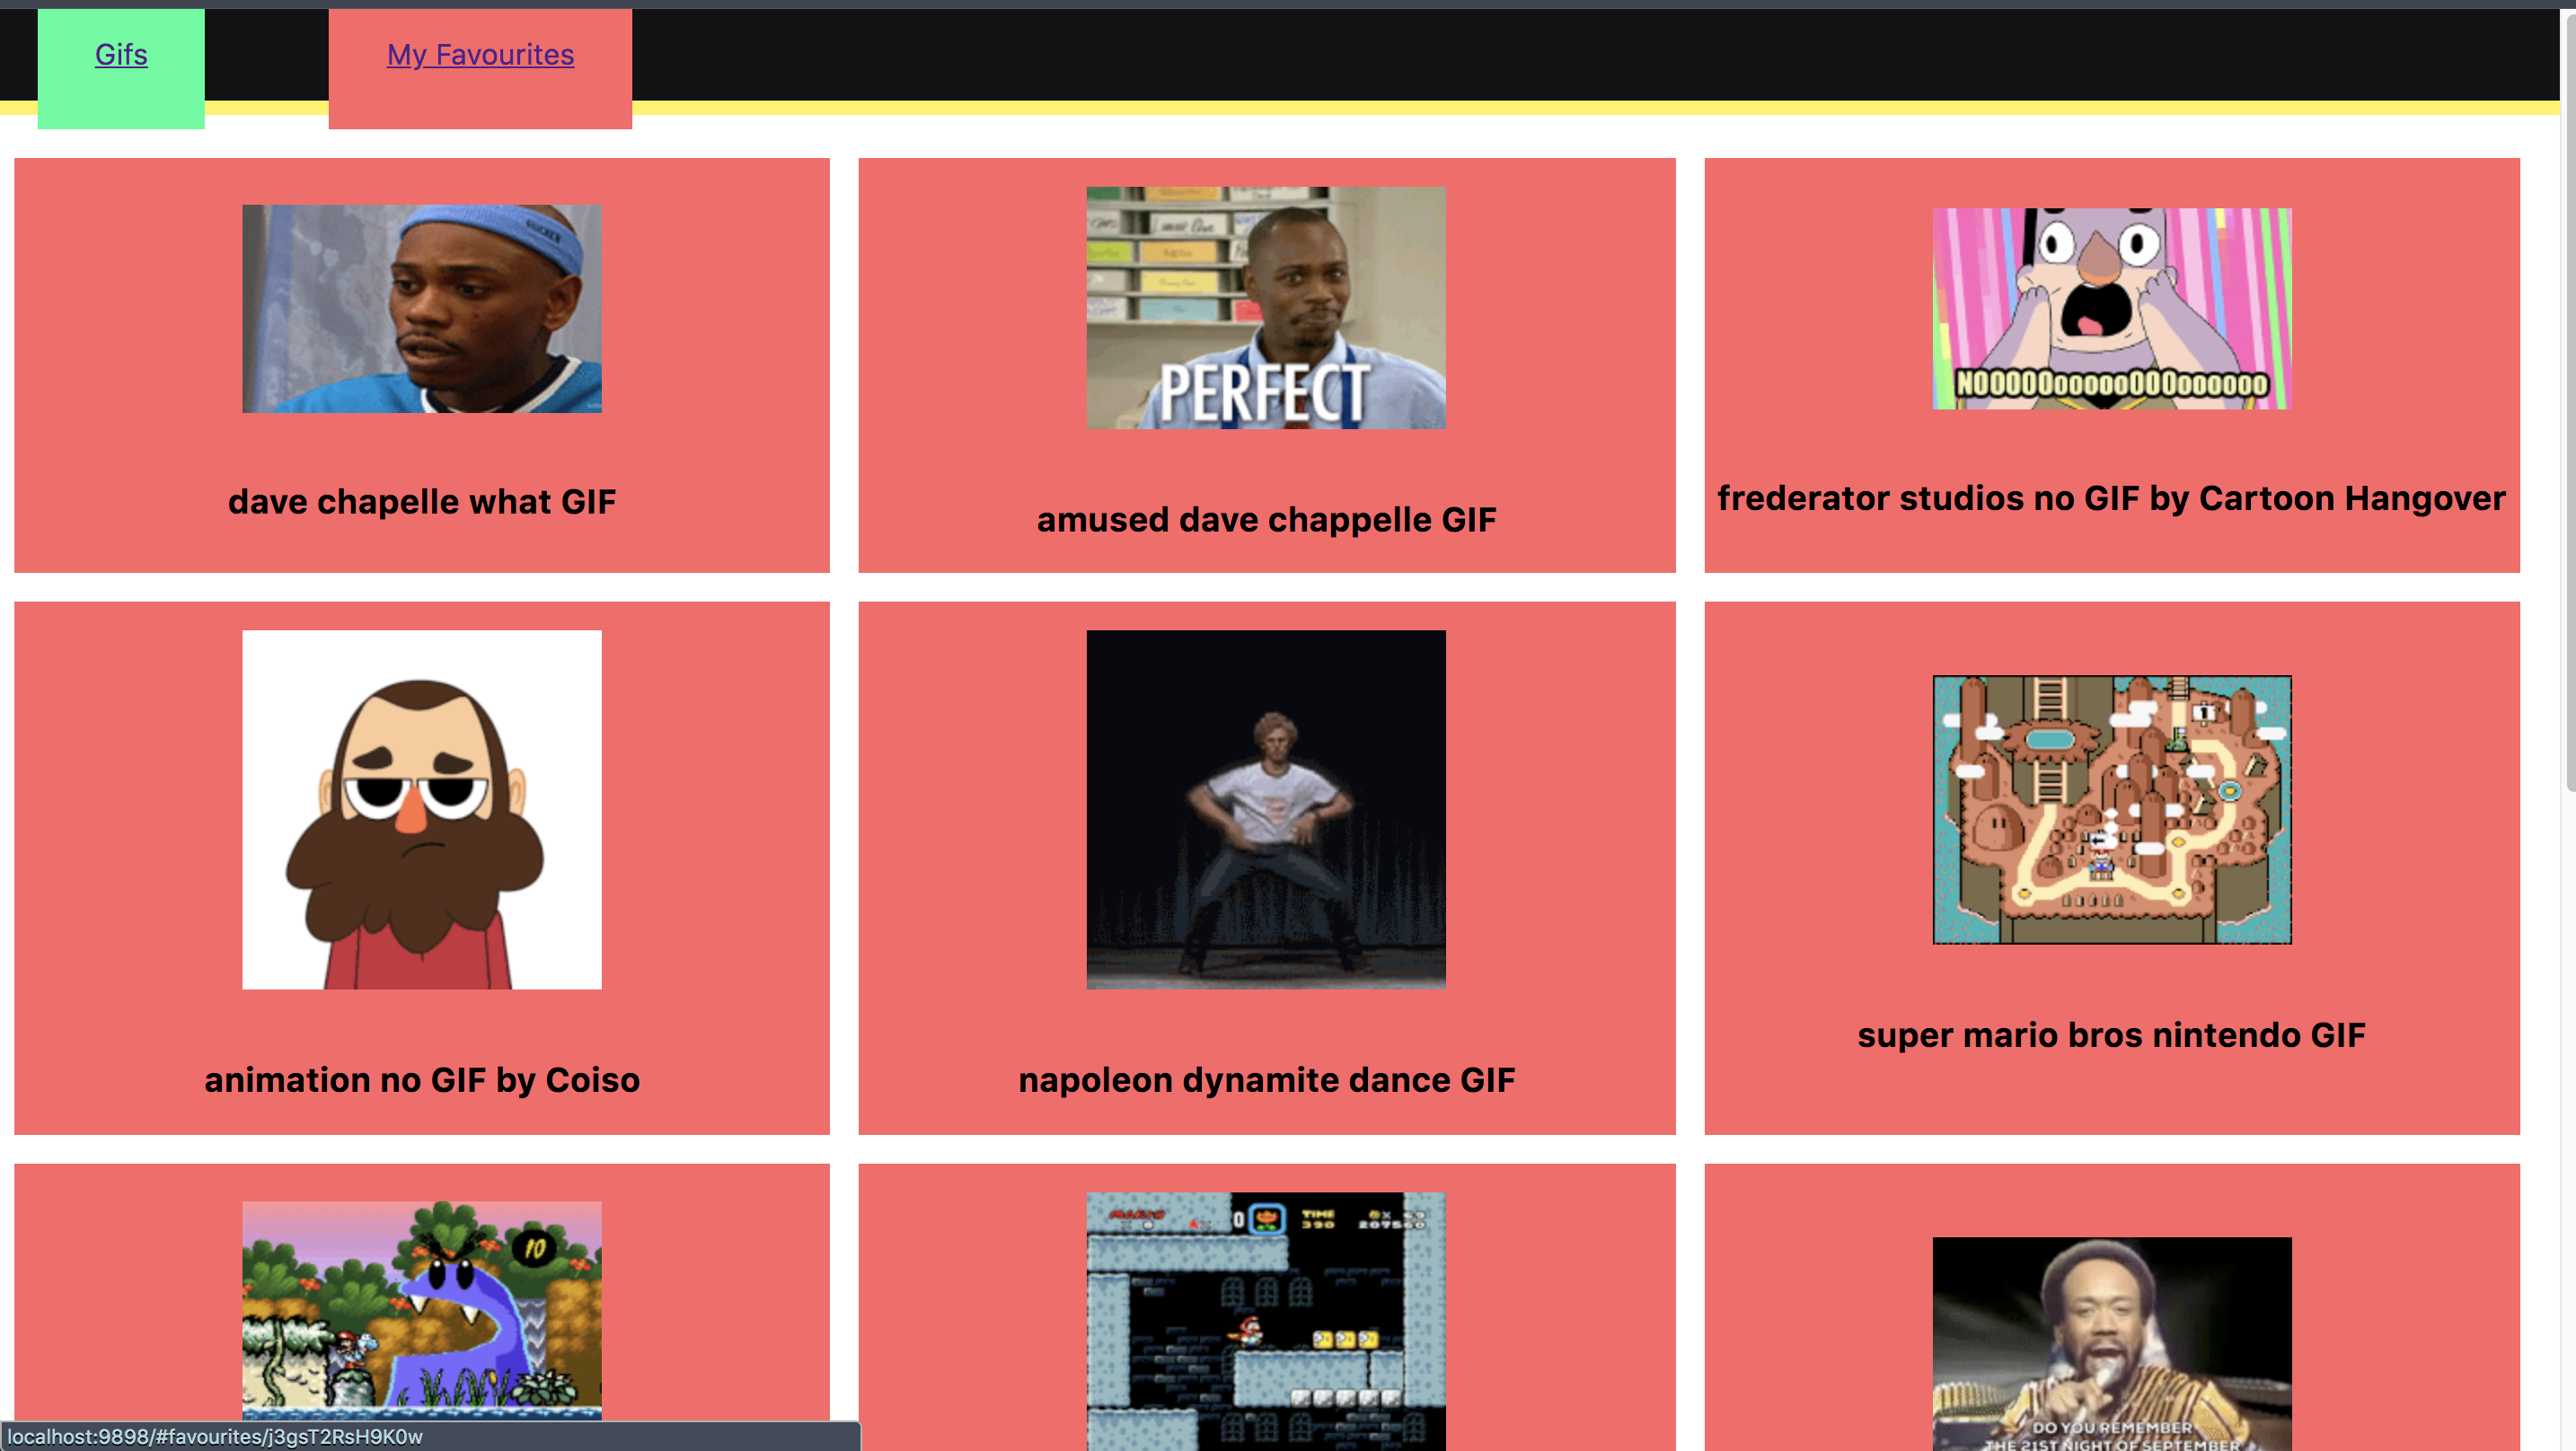 Gifs
My Favourites
PERFECT
NOOOOOooooooOOOooooooo
dave chapelle what GIF
amused dave chappelle GIF
frederator studios no GIF by Cartoon Hangover
animation no GIF by Coiso
napoleon dynamite dance GIF
super mario bros nintendo GIF
10
MARIO
TIME
390
DO YOU REMEMBER
THE 21ST NIGHT OF SEPTEMBER
localhost:9898/#favourites/j3gsT2RsH9K0w